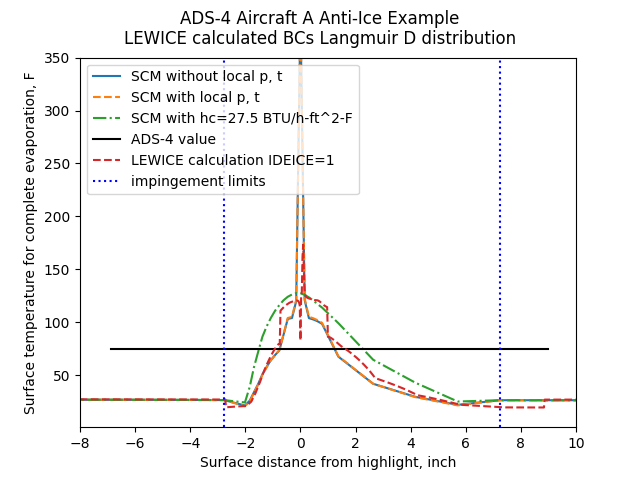 ADS-4 Aircraft A Anti-Ice Example
LEWICE calculated BCs Langmuir D distribution
Surface temperature for complete evaporation, F
350
300
250
200
150
100
50
SCM without local p, t
SCM with local p, t
SCM with hc=27.5 BTU/h-ft^2-F
ADS-4 value
LEWICE calculation IDEICE=1
impingement limits
−8 −6 −4 −2 0 2 4 6 8 10
Surface distance from highlight, inch